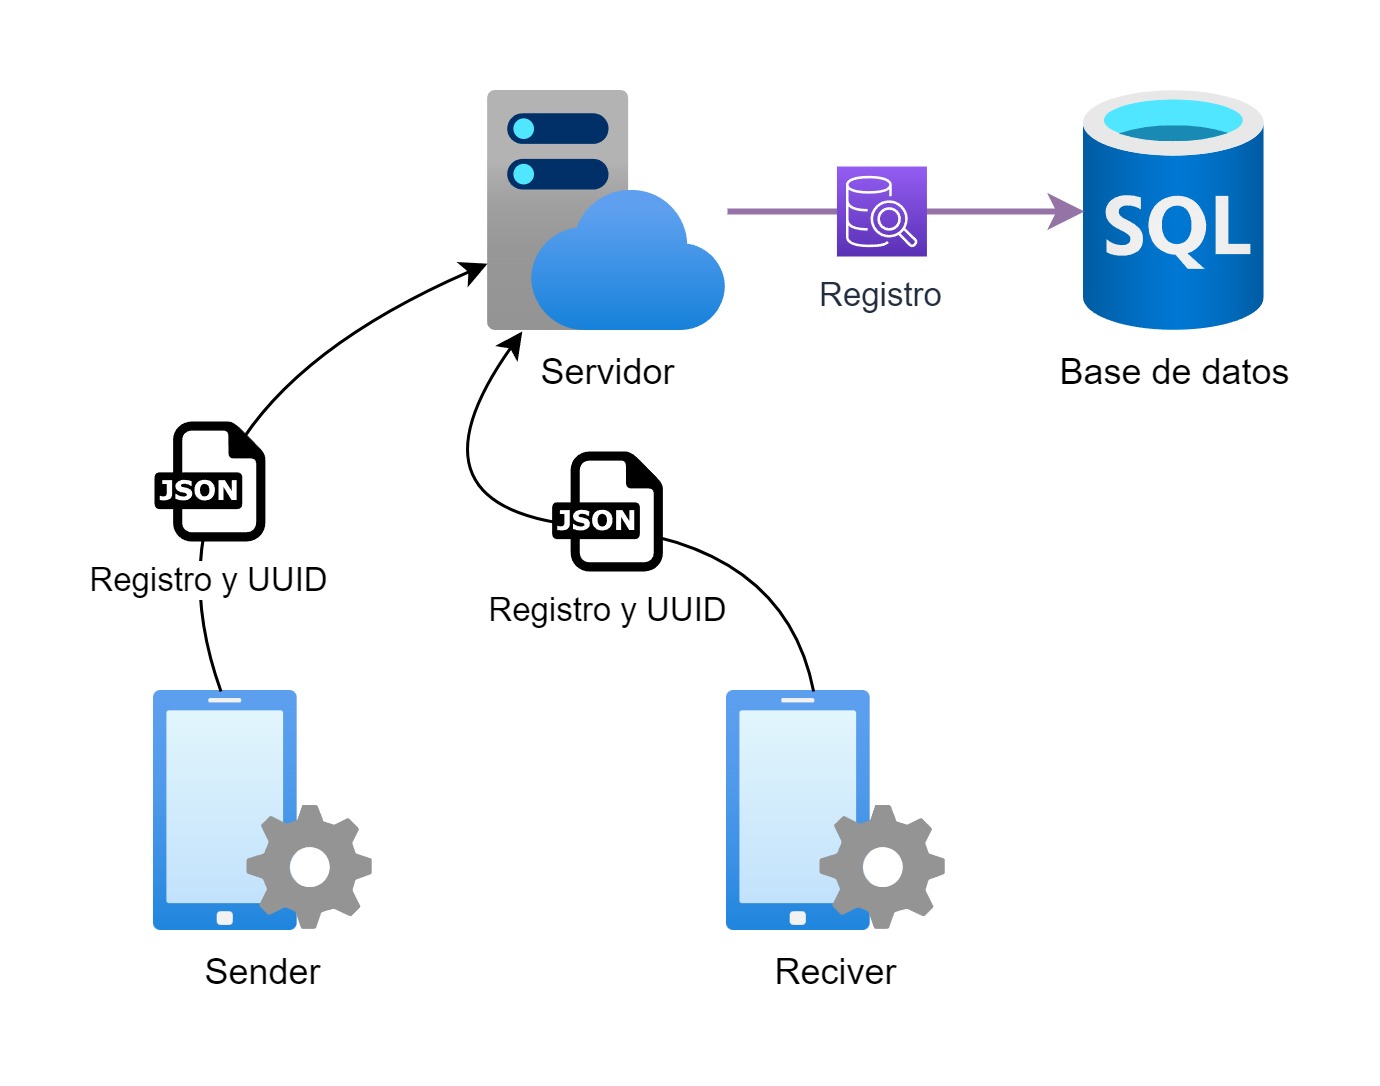 SQL
Registro
Servidor
Base de datos
JSON
Registro y UUID
JSON
Registro y UUID
Sender
Reciver